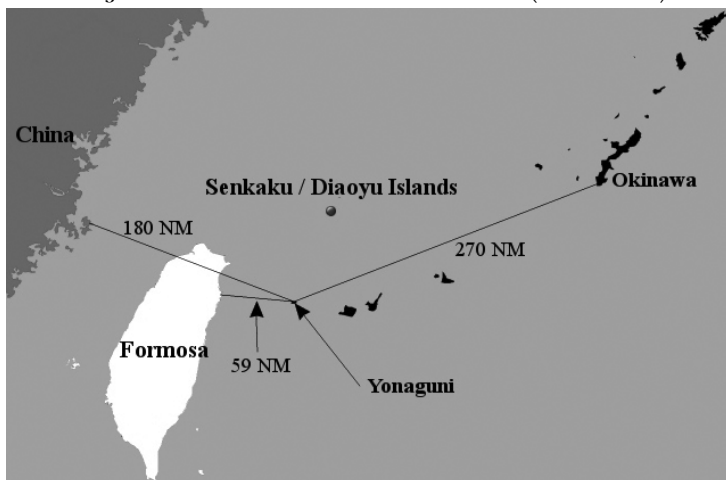 China
Senkaku / Diaoyu Islands
Okinawa
180 NM
270 NM
Formosa
59 NM
Yonaguni